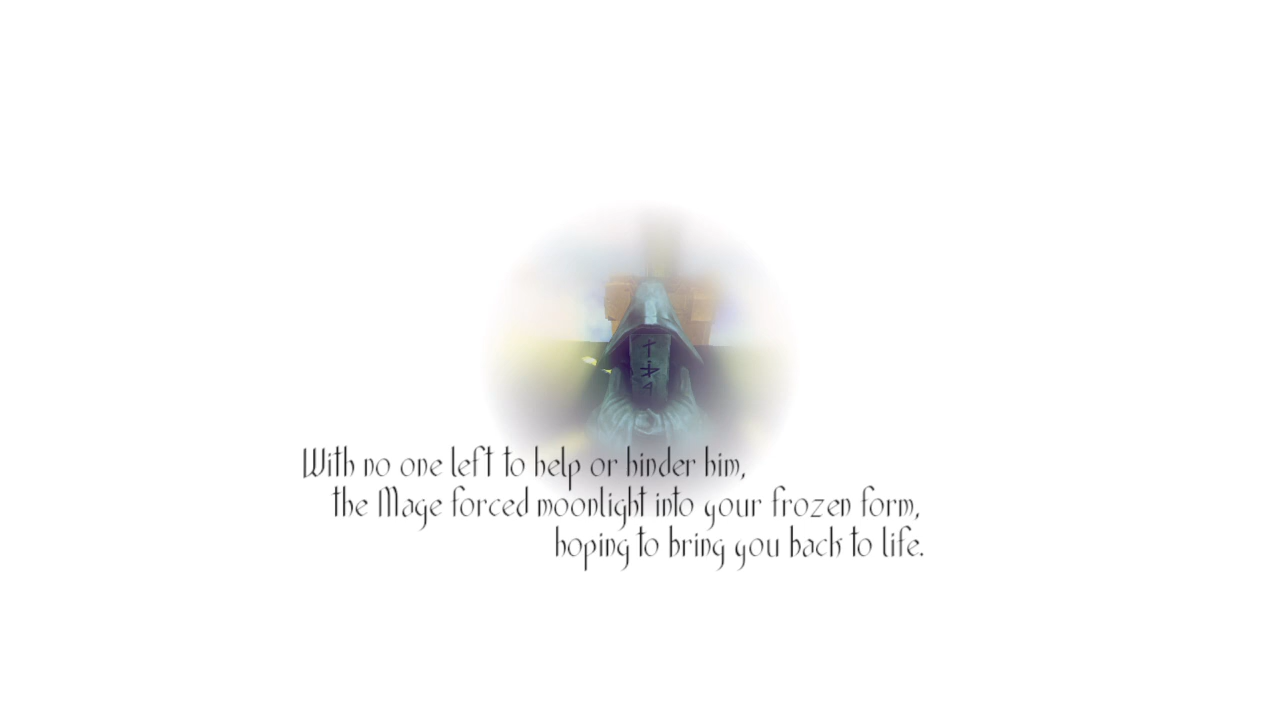 With no one left to help or hinder him,
the Mage forced moonlight into your frozen form,
hoping to bring you back to life.